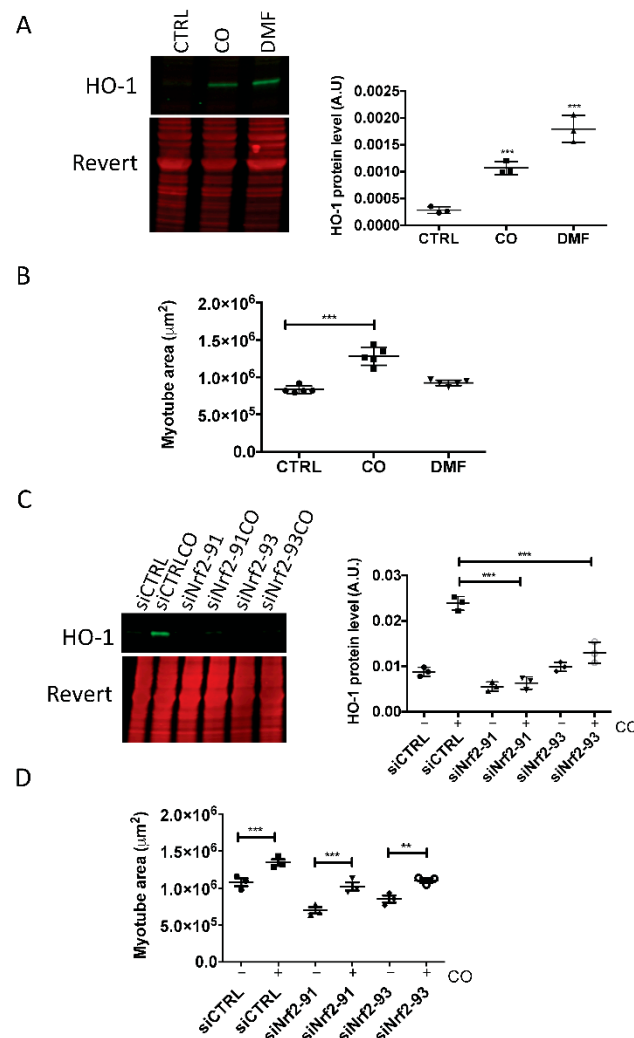 A
CTRL
CO
DMF
HO-1
Revert
HO-1 protein level (A.U)
0.0025
0.0020
0.0015
0.0010
0.0005
0.0000
***
***
CTRL CO DMF
B
Myotube area (μm²)
2.0×10⁶
1.5×10⁶
1.0×10⁶
5.0×10⁵
0.0
***
CTRL CO DMF
C
siCTRL
siCTRLCO
siNrf2-91
siNrf2-91CO
siNrf2-93
siNrf2-93CO
HO-1
Revert
HO-1 protein level (A.U.)
0.03
0.02
0.01
0.00
***
***
– + – + – + CO
siCTRL
siCTRL
siNrf2-91
siNrf2-91
siNrf2-93
siNrf2-93
D
Myotube area (μm²)
2.0×10⁶
1.5×10⁶
1.0×10⁶
5.0×10⁵
0.0
***
***
**
– + – + – + CO
siCTRL
siCTRL
siNrf2-91
siNrf2-91
siNrf2-93
siNrf2-93